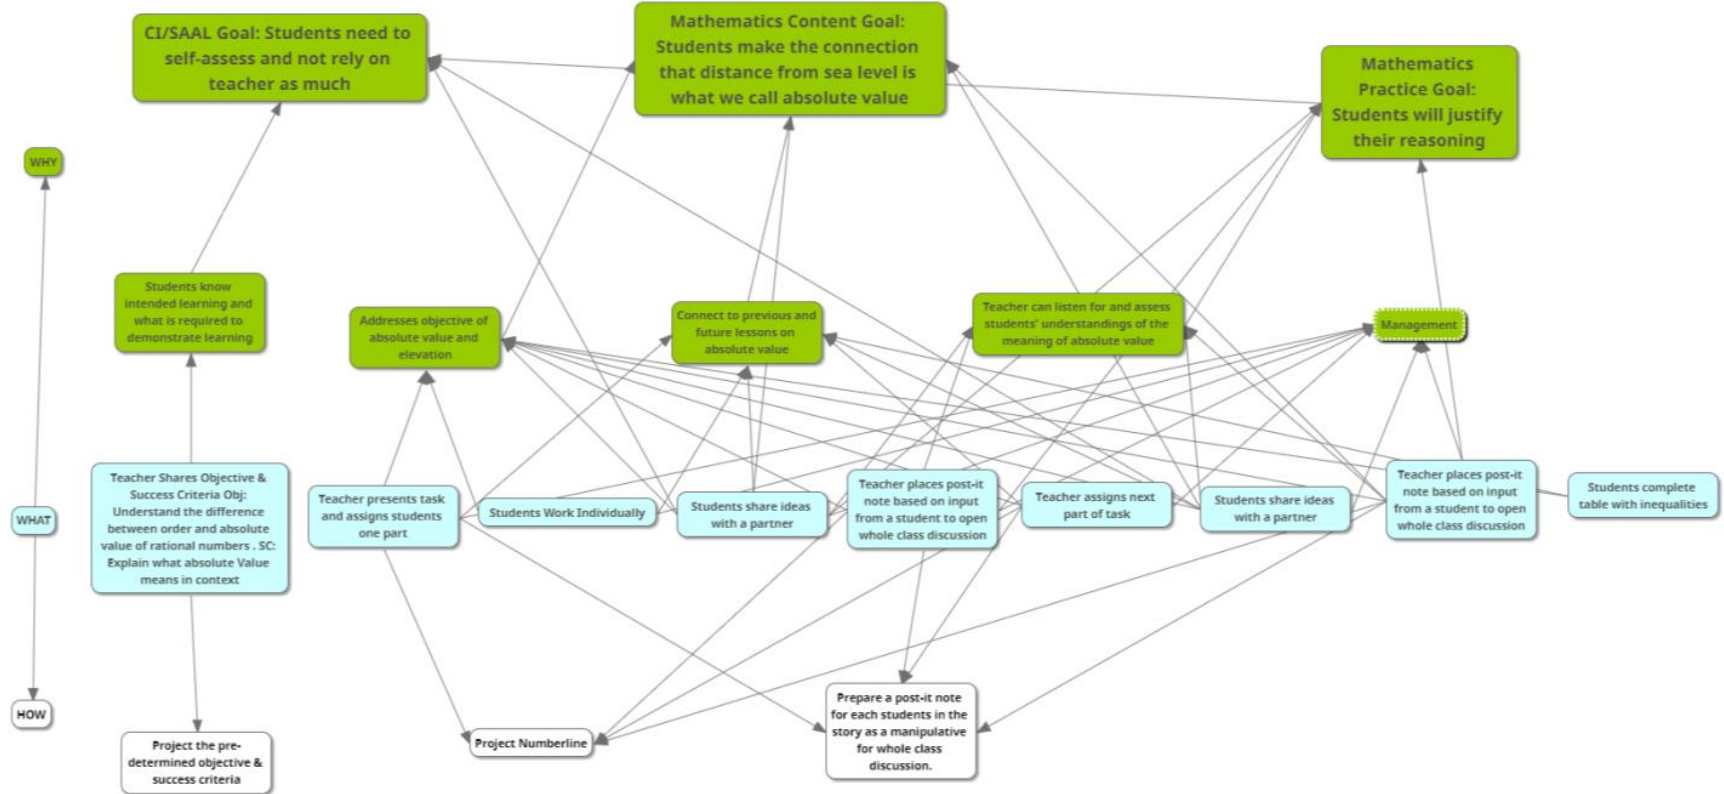 CI/SAAL Goal: Students need to
self-assess and not rely on
teacher as much
Mathematics Content Goal:
Students make the connection
that distance from sea level is
what we call absolute value
Mathematics
Practice Goal:
Students will justify
their reasoning
WHY
Students know
intended learning and
what is required to
demonstrate learning
Addresses objective of
absolute value and
elevation
Connect to previous and
future lessons on
absolute value
Teacher can listen for and assess
students' understandings of the
meaning of absolute value
Management
WHAT
Teacher Shares Objective &
Success Criteria Obj:
Understand the difference
between order and absolute
value of rational numbers . SC:
Explain what absolute Value
means in context
Teacher presents task
and assigns students
one part
Students Work Individually
Students share ideas
with a partner
Teacher places post-it
note based on input
from a student to open
whole class discussion
Teacher assigns next
part of task
Students share ideas
with a partner
Teacher places post-it
note based on input
from a student to open
whole class discussion
Students complete
table with inequalities
HOW
Project the pre-
determined objective &
success criteria
Project Numberline
Prepare a post-it note
for each students in the
story as a manipulative
for whole class
discussion.